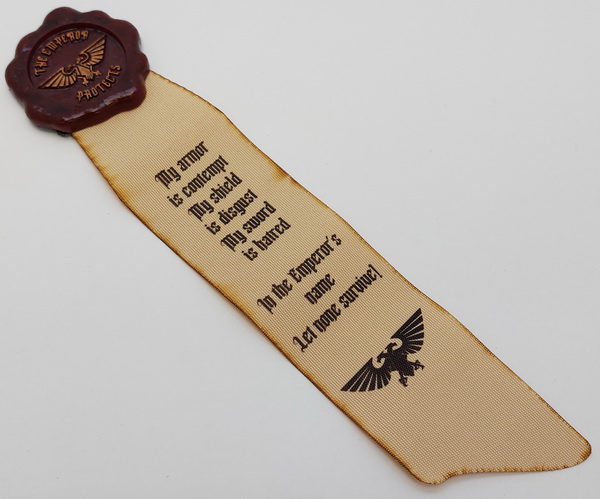 THE EMPEROR
PROTECTS
My armor
is contempt
My shield
is disgust
My sword
is hatred
In the Emperor's
name
Let none survive!